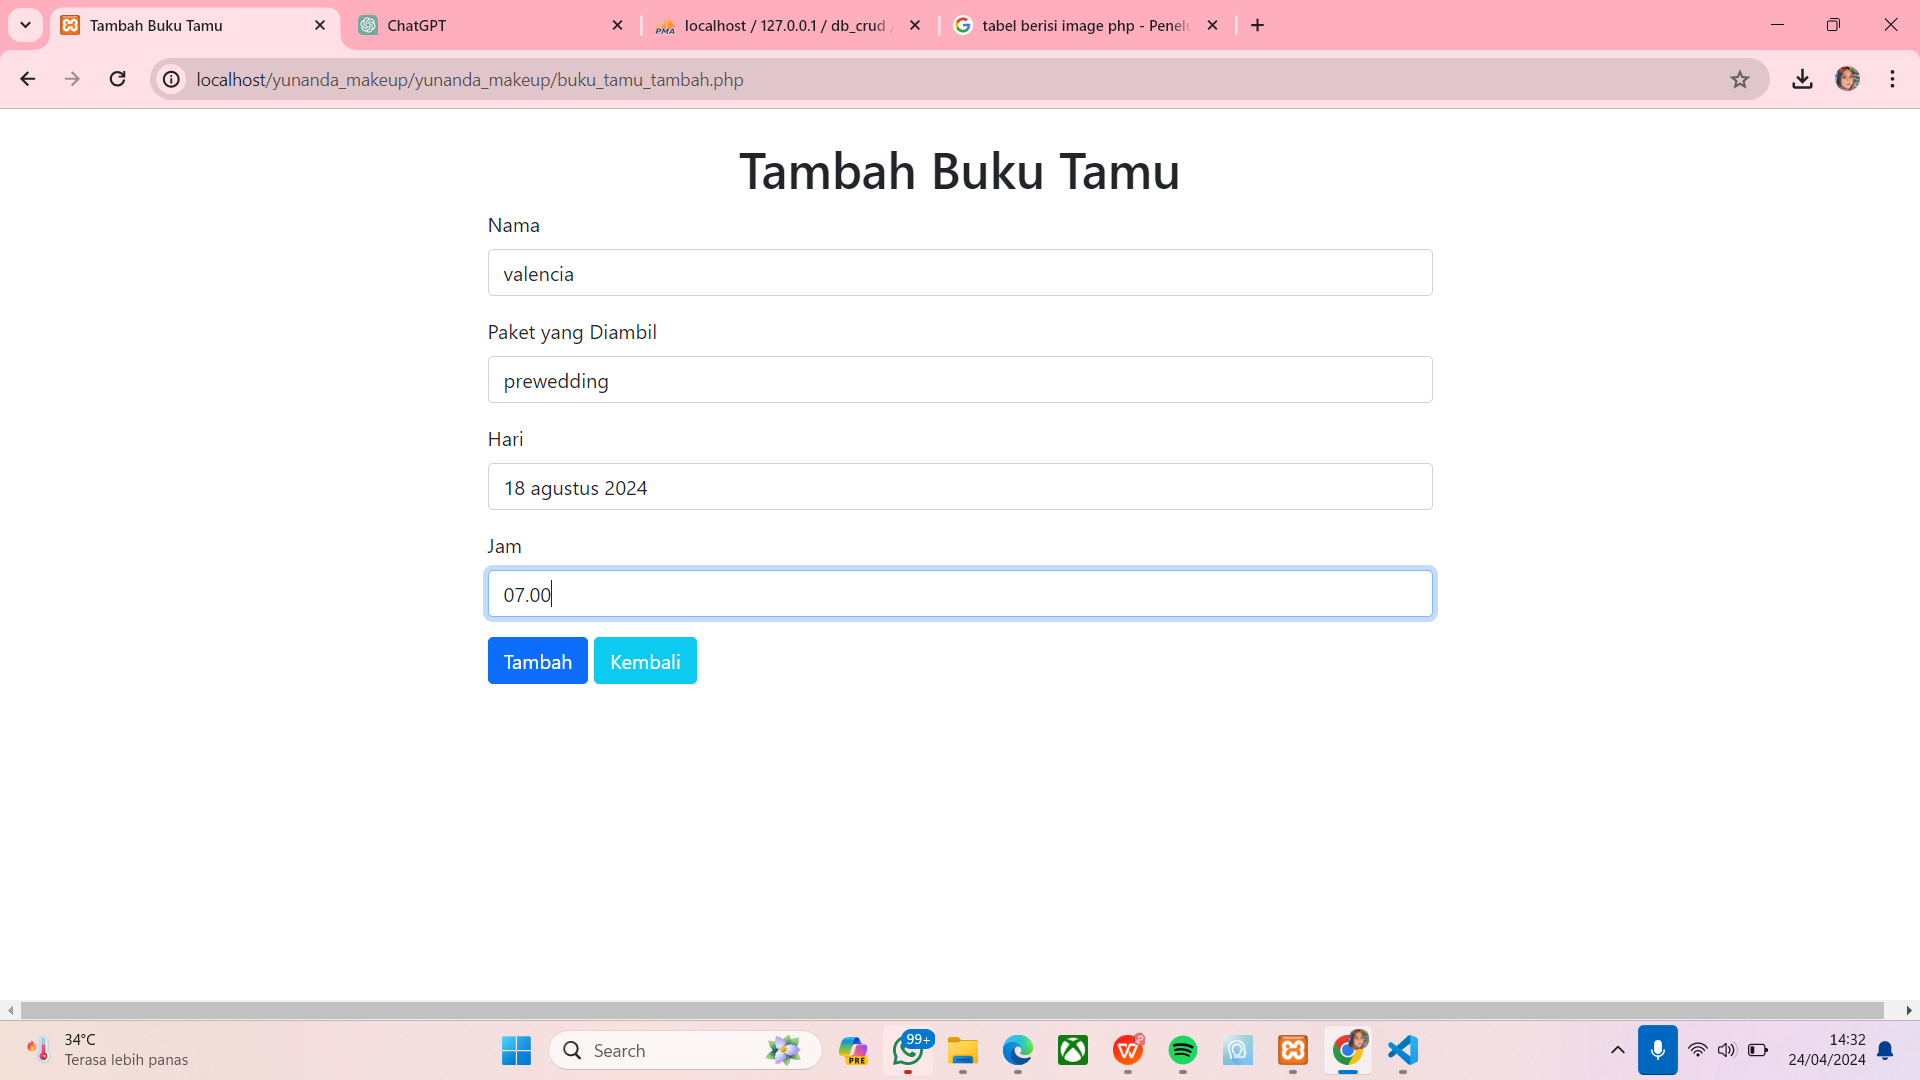 Tambah Buku Tamu
ChatGPT
localhost / 127.0.0.1 / db_crud /
tabel berisi image php - Penelu
localhost/yunanda_makeup/yunanda_makeup/buku_tamu_tambah.php
Tambah Buku Tamu
Nama
valencia
Paket yang Diambil
prewedding
Hari
18 agustus 2024
Jam
07.00
Tambah
Kembali
34°C
Terasa lebih panas
Search
PRE
99+
14:32
24/04/2024